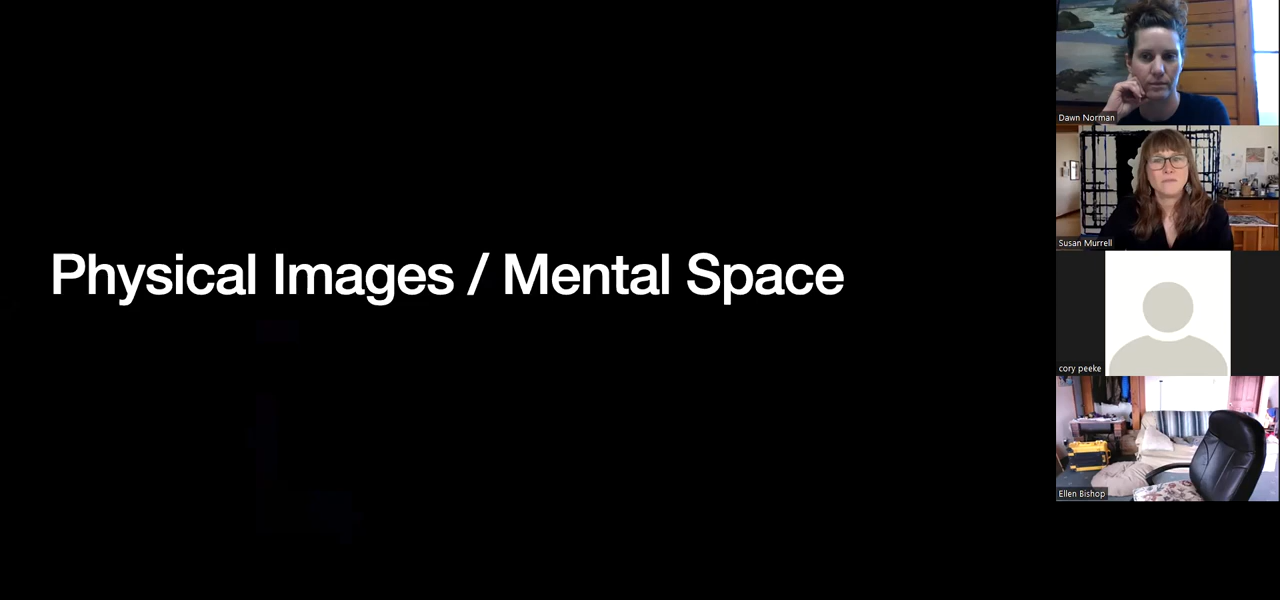 Physical Images / Mental Space
Dawn Norman
Susan Murrell
cory peeke
Ellen Bishop